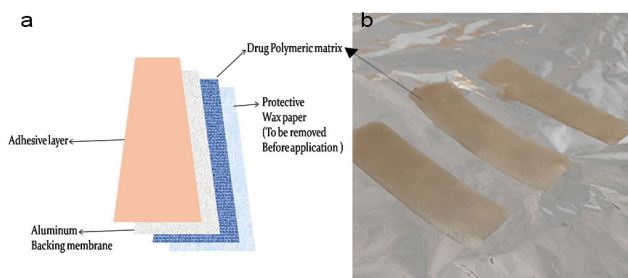 a
b
Drug Polymeric matrix
Protective
Wax paper
(To be removed
Before application )
Adhesive layer
Aluminum
Backing membrane